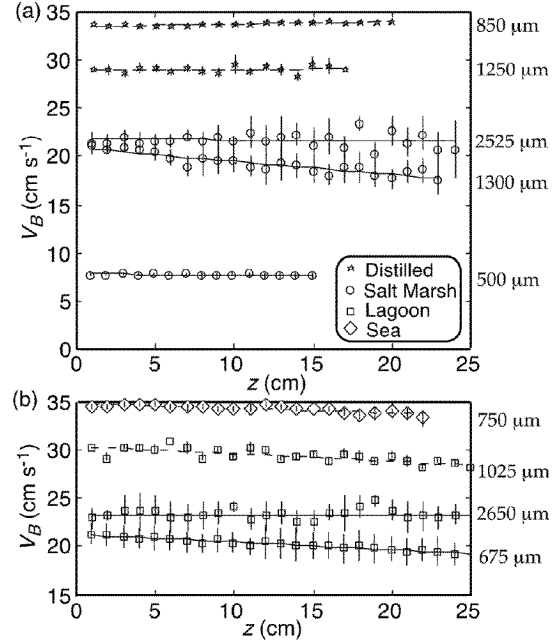 (a)
35
30
25
20
15
10
5
0
V_B (cm s⁻¹)
850 μm
1250 μm
2525 μm
1300 μm
500 μm
Distilled
Salt Marsh
Lagoon
Sea
0 5 10 15 20 25
z (cm)
(b)
35
30
25
20
15
V_B (cm s⁻¹)
750 μm
1025 μm
2650 μm
675 μm
0 5 10 15 20 25
z (cm)